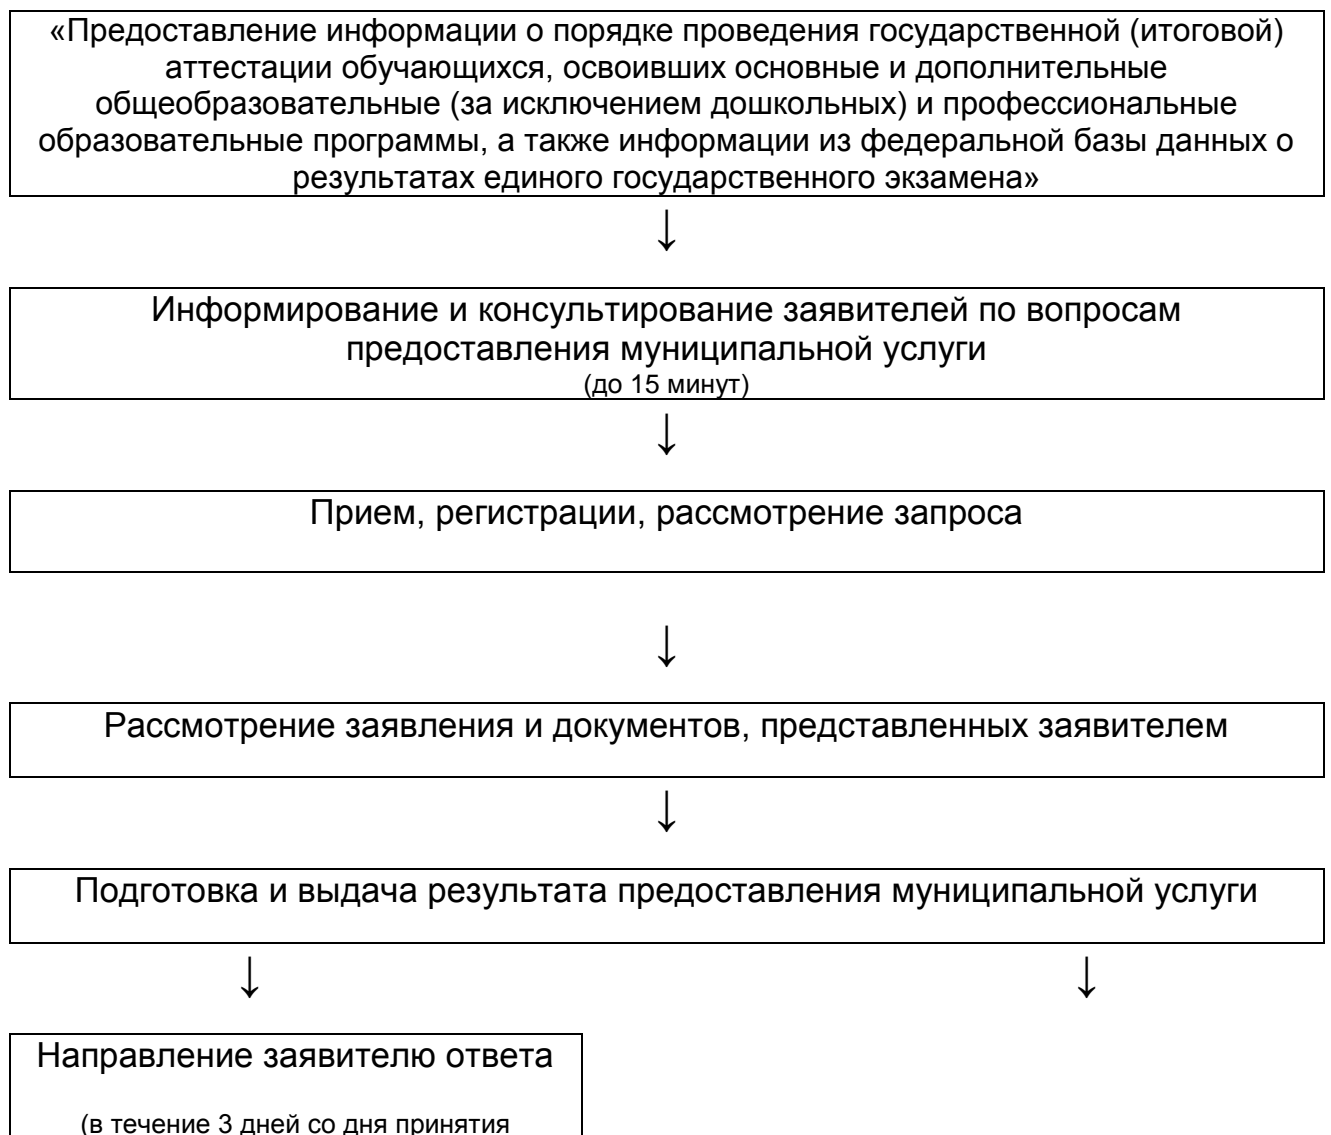 «Предоставление информации о порядке проведения государственной (итоговой)
аттестации обучающихся, освоивших основные и дополнительные
общеобразовательные (за исключением дошкольных) и профессиональные
образовательные программы, а также информации из федеральной базы данных о
результатах единого государственного экзамена»
↓
Информирование и консультирование заявителей по вопросам
предоставления муниципальной услуги
(до 15 минут)
↓
Прием, регистрации, рассмотрение запроса
↓
Рассмотрение заявления и документов, представленных заявителем
↓
Подготовка и выдача результата предоставления муниципальной услуги
↓ ↓
Направление заявителю ответа
(в течение 3 дней со дня принятия